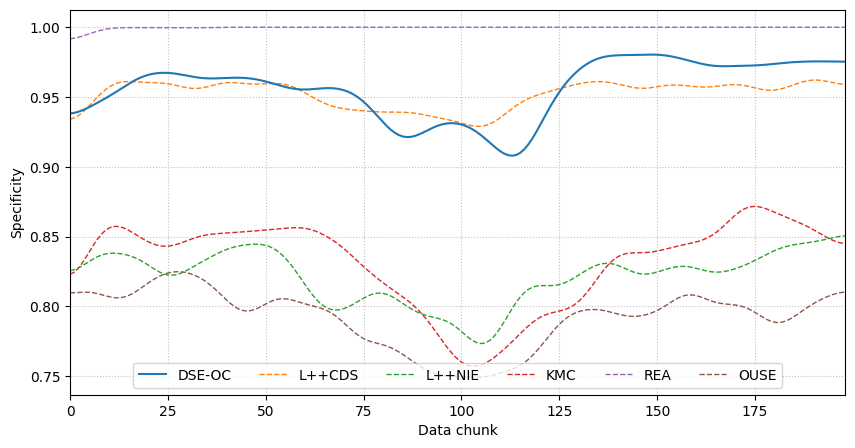 1.00
0.95
0.90
0.85
0.80
0.75
Specificity
DSE-OC L++CDS L++NIE KMC REA OUSE
0 25 50 75 100 125 150 175
Data chunk